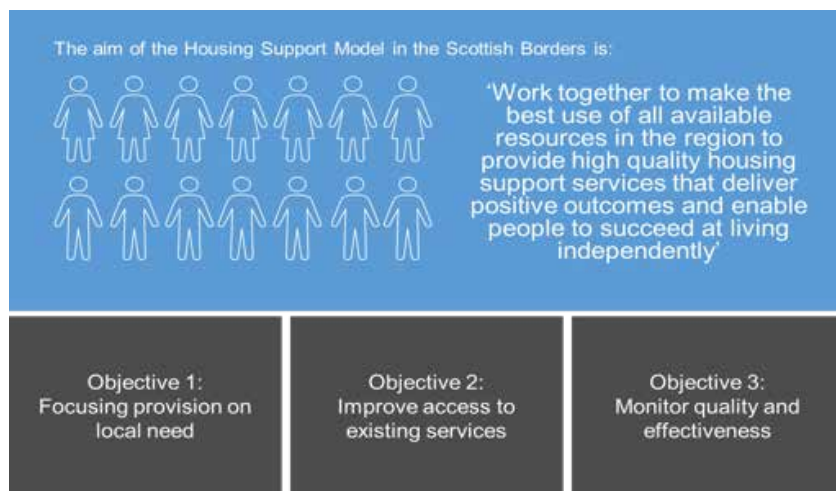 The aim of the Housing Support Model in the Scottish Borders is:
‘Work together to make the
best use of all available
resources in the region to
provide high quality housing
support services that deliver
positive outcomes and enable
people to succeed at living
independently’
Objective 1:
Focusing provision on
local need
Objective 2:
Improve access to
existing services
Objective 3:
Monitor quality and
effectiveness